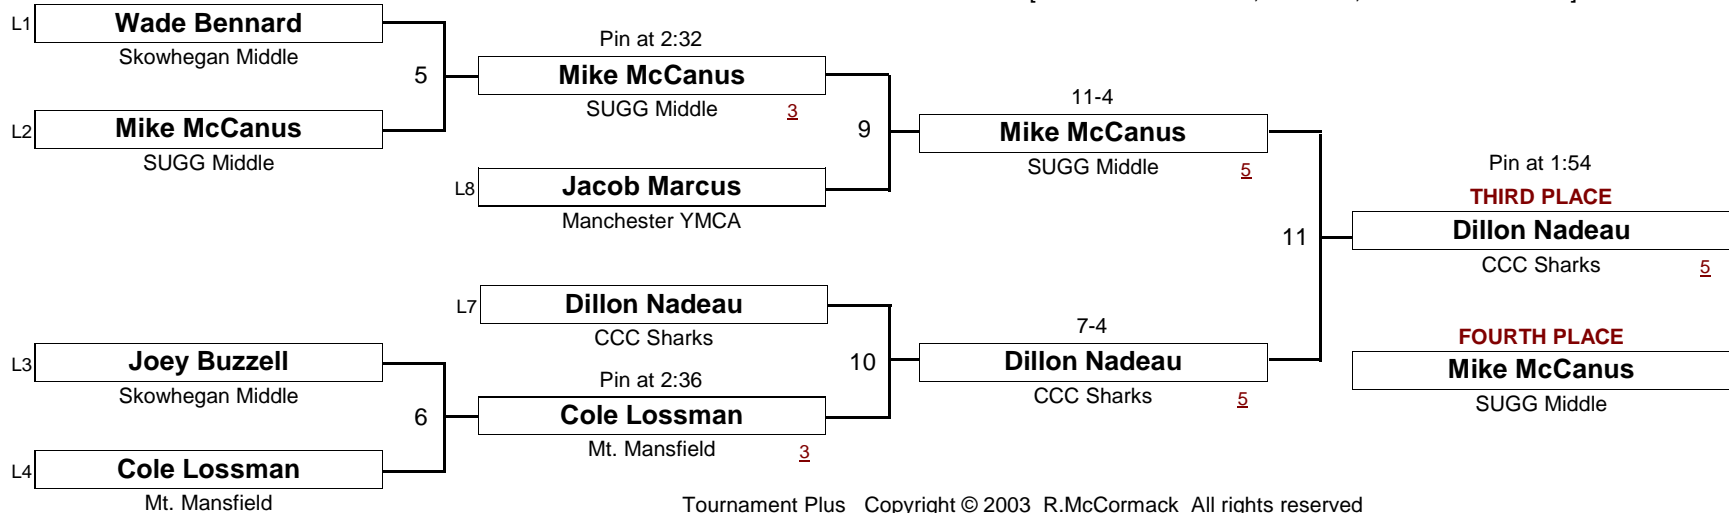 L1
Wade Bennard
Skowhegan Middle
5
L2
Mike McCanus
SUGG Middle
Pin at 2:32
Mike McCanus
SUGG Middle 3
9
L8
Jacob Marcus
Manchester YMCA
11-4
Mike McCanus
SUGG Middle 5
11
Pin at 1:54
THIRD PLACE
Dillon Nadeau
CCC Sharks 5
L7
Dillon Nadeau
CCC Sharks
10
7-4
Dillon Nadeau
CCC Sharks 5
FOURTH PLACE
Mike McCanus
SUGG Middle
L3
Joey Buzzell
Skowhegan Middle
6
L4
Cole Lossman
Mt. Mansfield
Pin at 2:36
Cole Lossman
Mt. Mansfield 3
Tournament Plus Copyright © 2003 R.McCormack All rights reserved